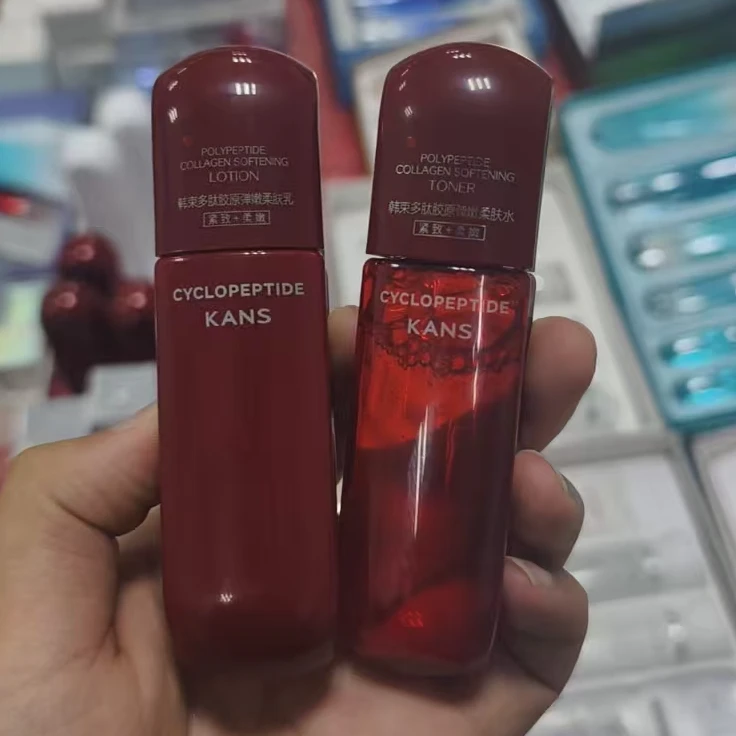 POLYPEPTIDE
COLLAGEN SOFTENING
LOTION
韩束多肽胶原弹嫩柔肤乳
紧致+柔嫩
CYCLOPEPTIDE
KANS
POLYPEPTIDE
COLLAGEN SOFTENING
TONER
韩束多肽胶原弹嫩柔肤水
紧致+柔嫩
CYCLOPEPTIDE
KANS